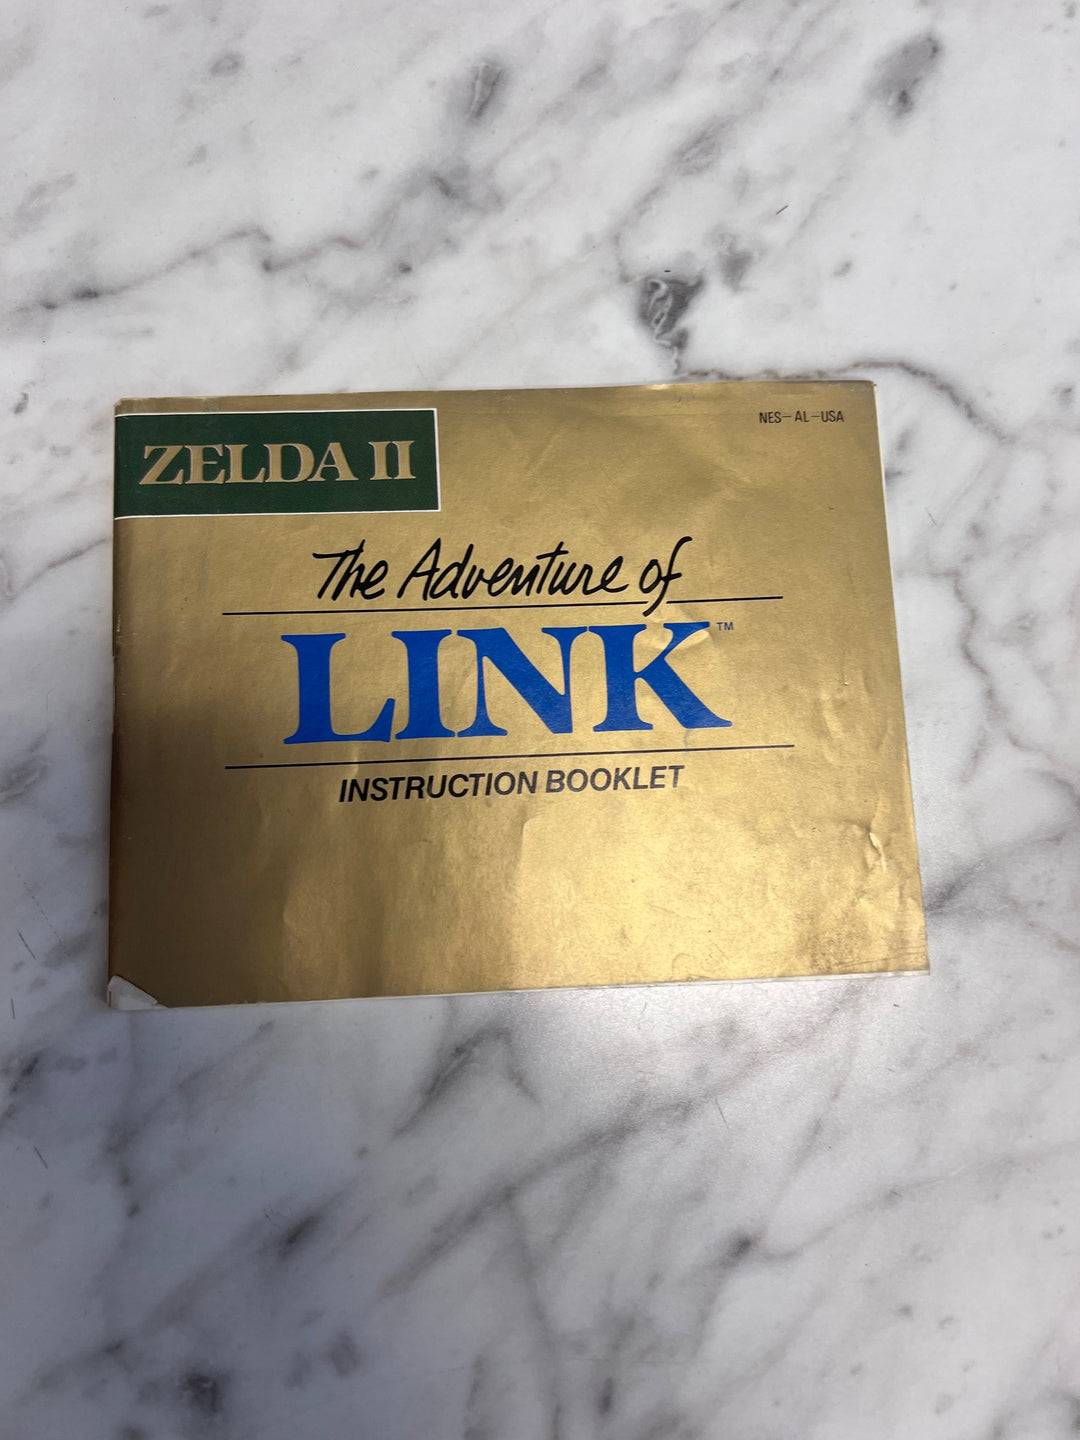 NES-AL-USA
ZELDA II
The Adventure of
LINK™
INSTRUCTION BOOKLET